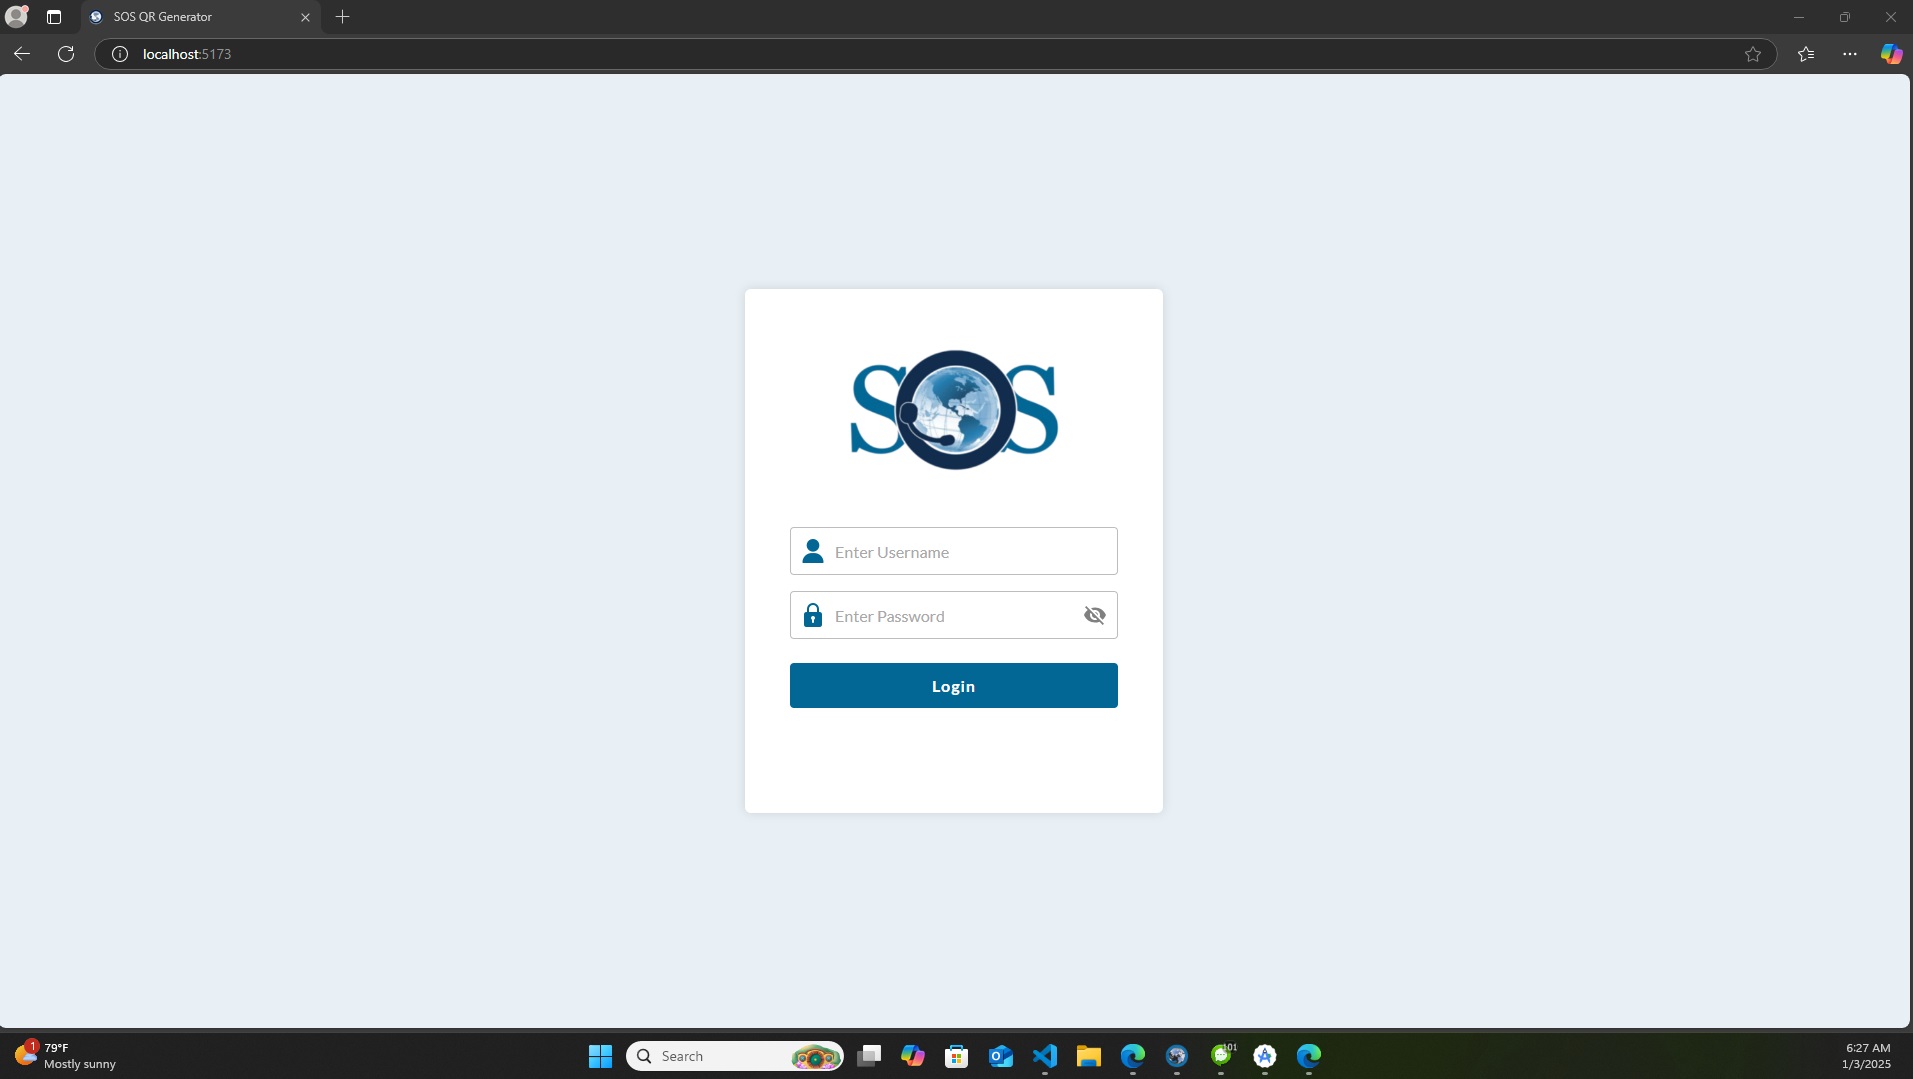 SOS QR Generator
localhost:5173
SOS
Enter Username
Enter Password
Login
1
79°F
Mostly sunny
Search
101
6:27 AM
1/3/2025